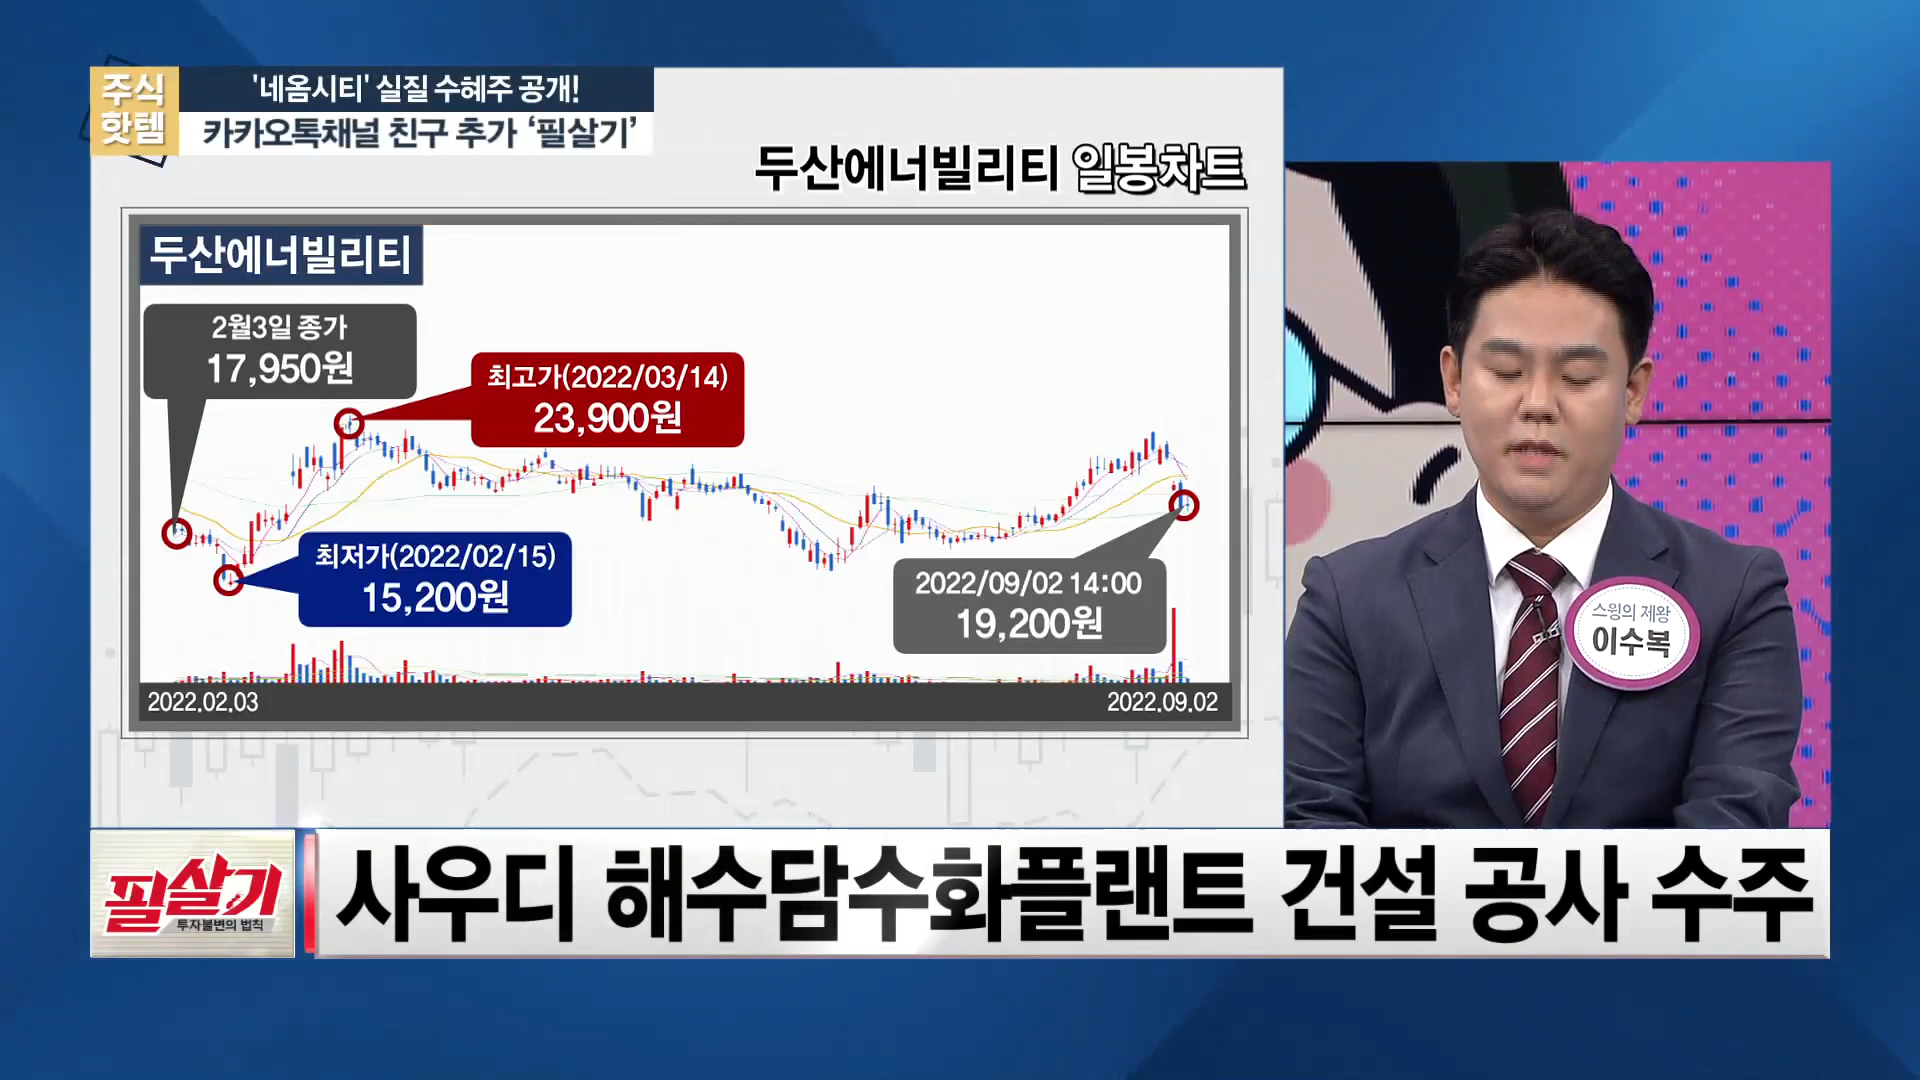 주식
핫템
'네옴시티' 실질 수혜주 공개!
카카오톡채널 친구 추가 ‘필살기’
두산에너빌리티 일봉차트
두산에너빌리티
2월3일 종가
17,950원
최고가(2022/03/14)
23,900원
최저가(2022/02/15)
15,200원
2022/09/02 14:00
19,200원
2022.02.03
2022.09.02
스윙의 제왕
이수복
필살기
투자불변의 법칙
사우디 해수담수화플랜트 건설 공사 수주